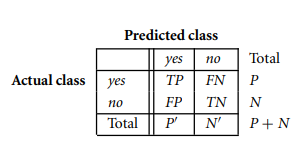 Predicted class
yes no Total
Actual class yes TP FN P
no FP TN N
Total P′ N′ P + N